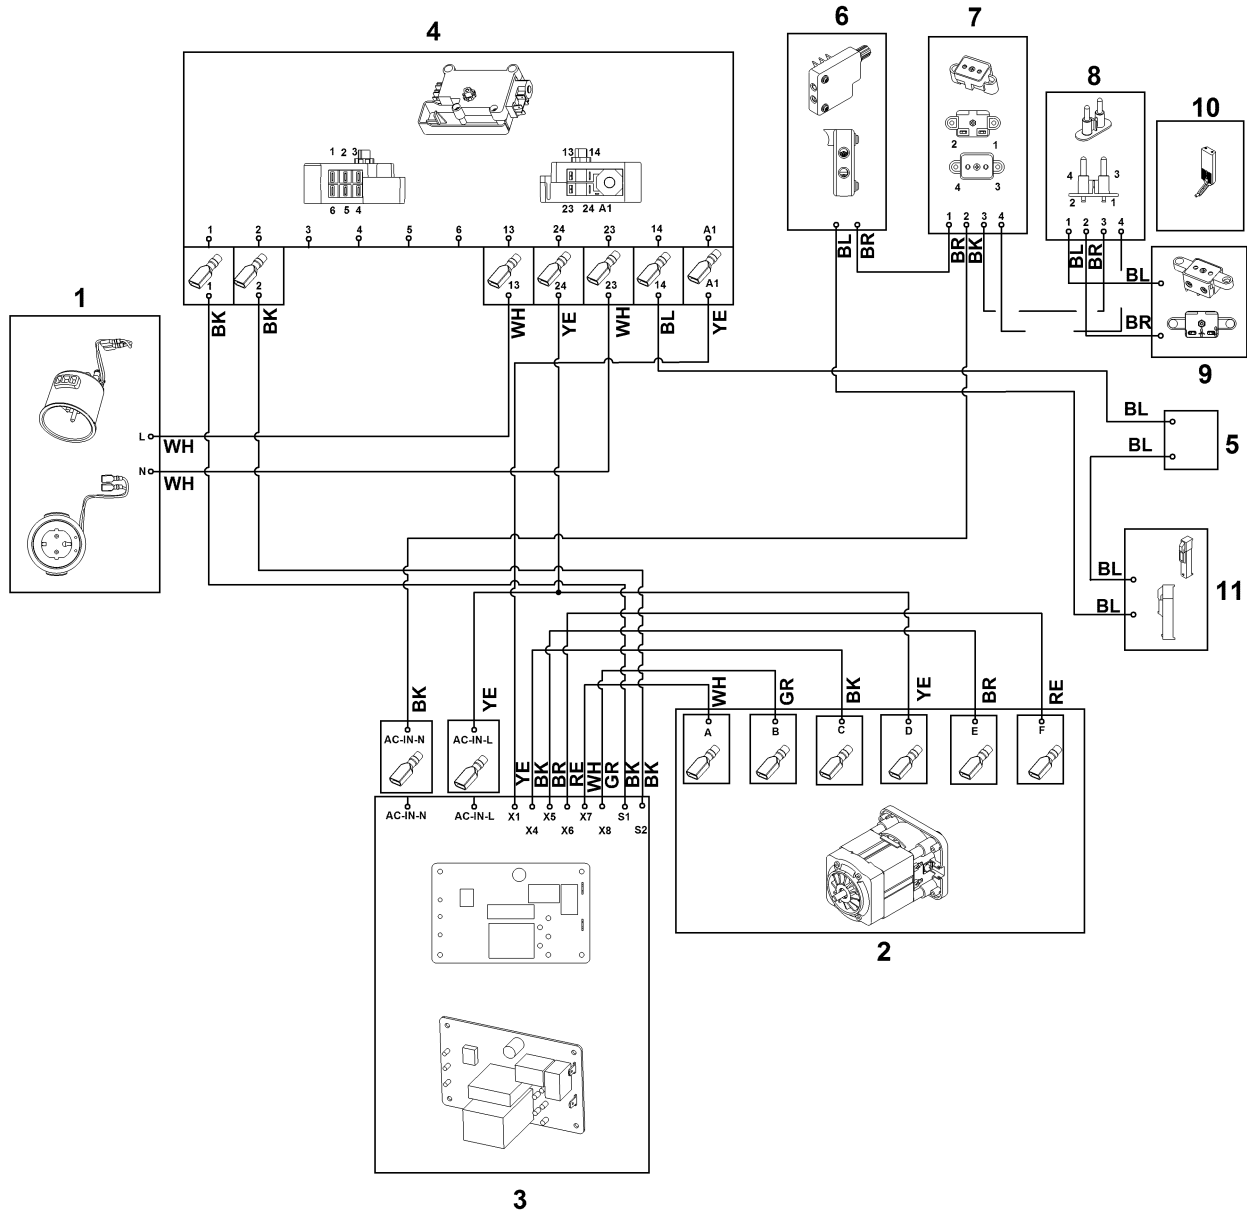 4
6
7
8
10
1 2 3
6 5 4
13 14
23 24 A1
2 1
4 3
4 3
2 1
1 2 3 4 5 6 13 24 23 14 A1
1 2 13 24 23 14 A1
BK BK WH YE WH BL YE
BL BR
1 2 3 4
BR BK
1 2 3 4
BL BR
BL
BR
9
1
L WH
N WH
BL
BL
5
BL
BL
11
BK YE
AC-IN-N AC-IN-L
YE BK BR RE WH GR BK BK
WH GR BK YE BR RE
A B C D E F
AC-IN-N AC-IN-L X1 X5 X7 S1
X4 X6 X8 S2
2
3